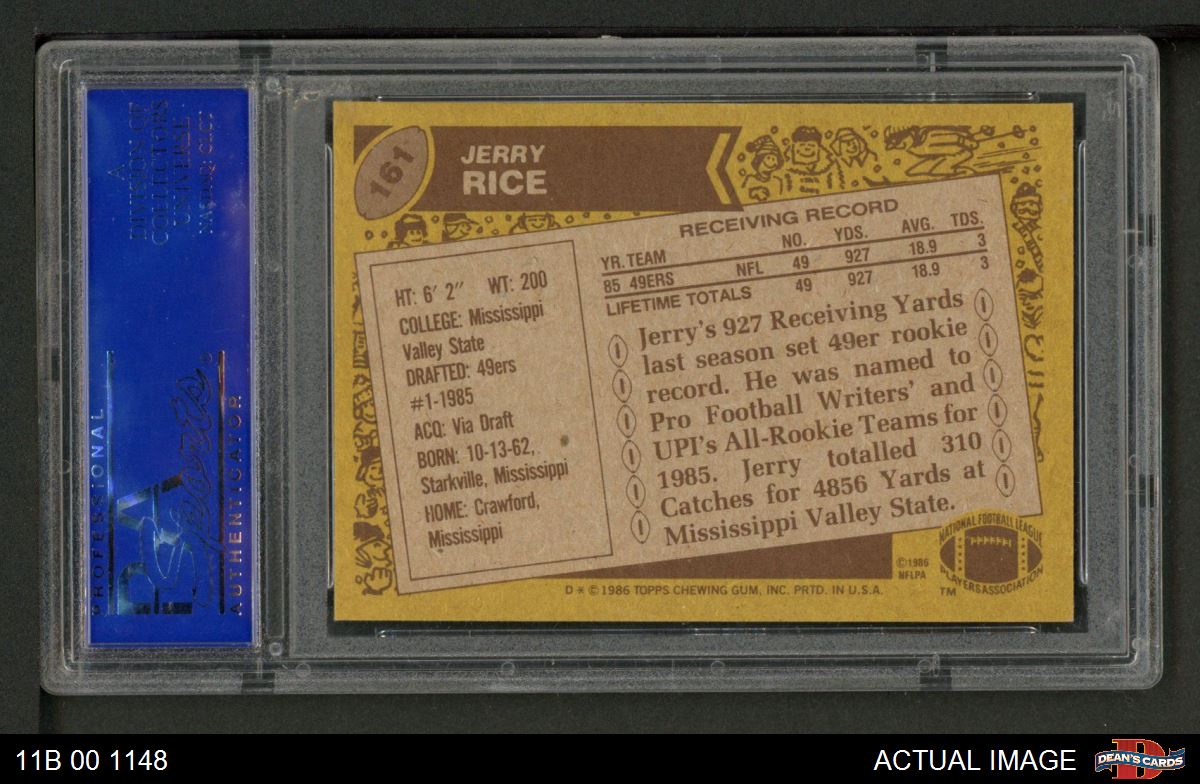 A
DIVISION OF
COLLECTORS
UNIVERSE
NASDAQ: CLCT
PROFESSIONAL
PSA
Sports
AUTHENTICATOR
161
JERRY
RICE
RECEIVING RECORD
YR. TEAM NO. YDS. AVG. TDS.
85 49ERS NFL 49 927 18.9 3
LIFETIME TOTALS 49 927 18.9 3
HT: 6′ 2″ WT: 200
COLLEGE: Mississippi
Valley State
DRAFTED: 49ers
#1-1985
ACQ: Via Draft
BORN: 10-13-62,
Starkville, Mississippi
HOME: Crawford,
Mississippi
Jerry's 927 Receiving Yards
last season set 49er rookie
record. He was named to
Pro Football Writers' and
UPI's All-Rookie Teams for
1985. Jerry totalled 310
Catches for 4856 Yards at
Mississippi Valley State.
©1986
NFLPA
NATIONAL FOOTBALL LEAGUE
PLAYERS ASSOCIATION
TM
D * © 1986 TOPPS CHEWING GUM, INC. PRTD. IN U.S.A.
11B 00 1148
ACTUAL IMAGE
DEAN'S CARDS